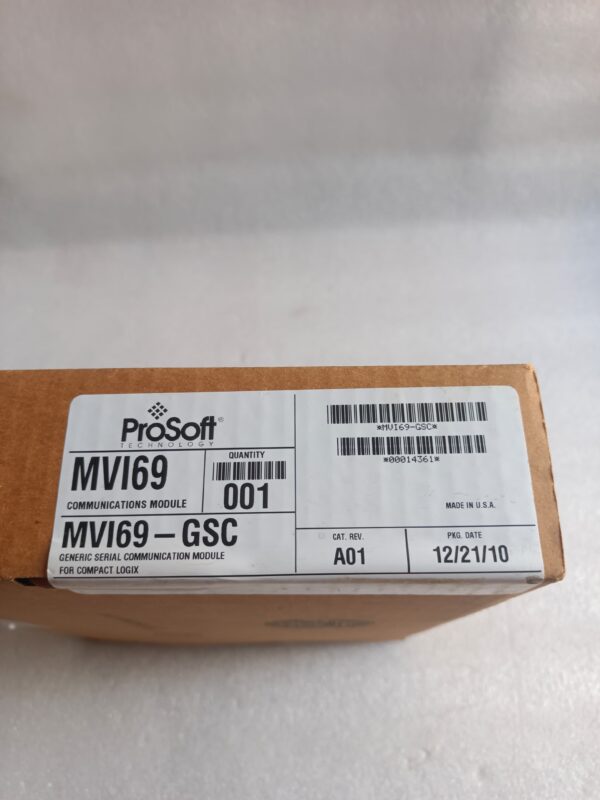 ProSoft®
TECHNOLOGY
MVI69
COMMUNICATIONS MODULE
QUANTITY
001
MVI69-GSC
GENERIC SERIAL COMMUNICATION MODULE
FOR COMPACT LOGIX
*MVI69-GSC*
*00014361*
MADE IN U.S.A.
CAT. REV.
A01
PKG. DATE
12/21/10